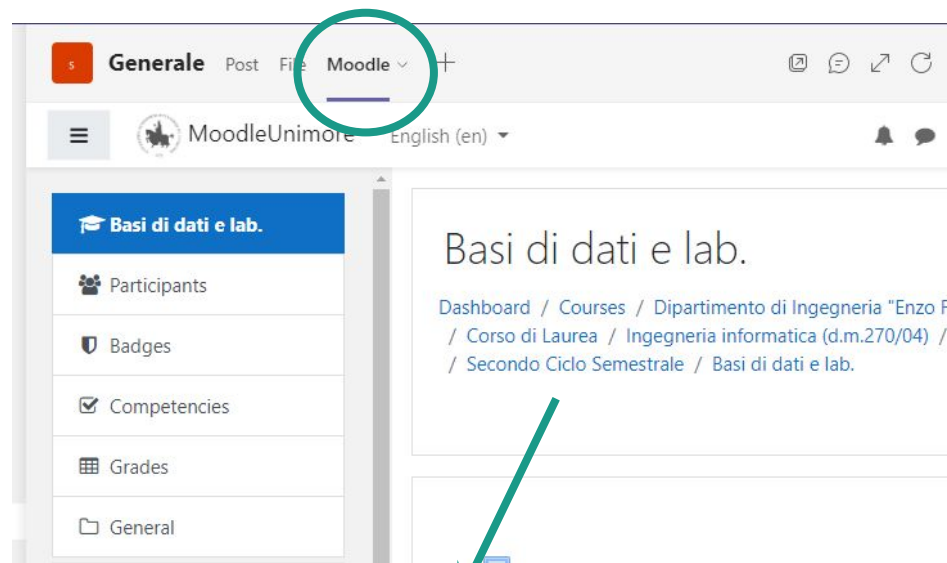 s Generale Post File Moodle
MoodleUnimore English (en)
Basi di dati e lab.
Participants
Badges
Competencies
Grades
General
Basi di dati e lab.
Dashboard / Courses / Dipartimento di Ingegneria "Enzo F
/ Corso di Laurea / Ingegneria informatica (d.m.270/04) /
/ Secondo Ciclo Semestrale / Basi di dati e lab.